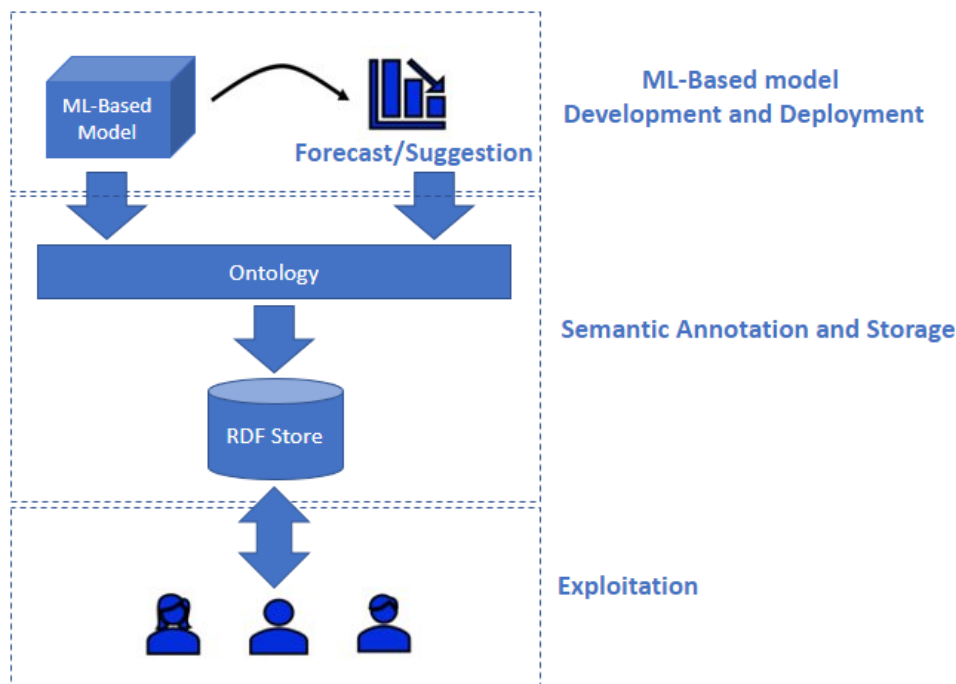 ML-Based
Model
Forecast/Suggestion
ML-Based model
Development and Deployment
Ontology
Semantic Annotation and Storage
RDF Store
Exploitation